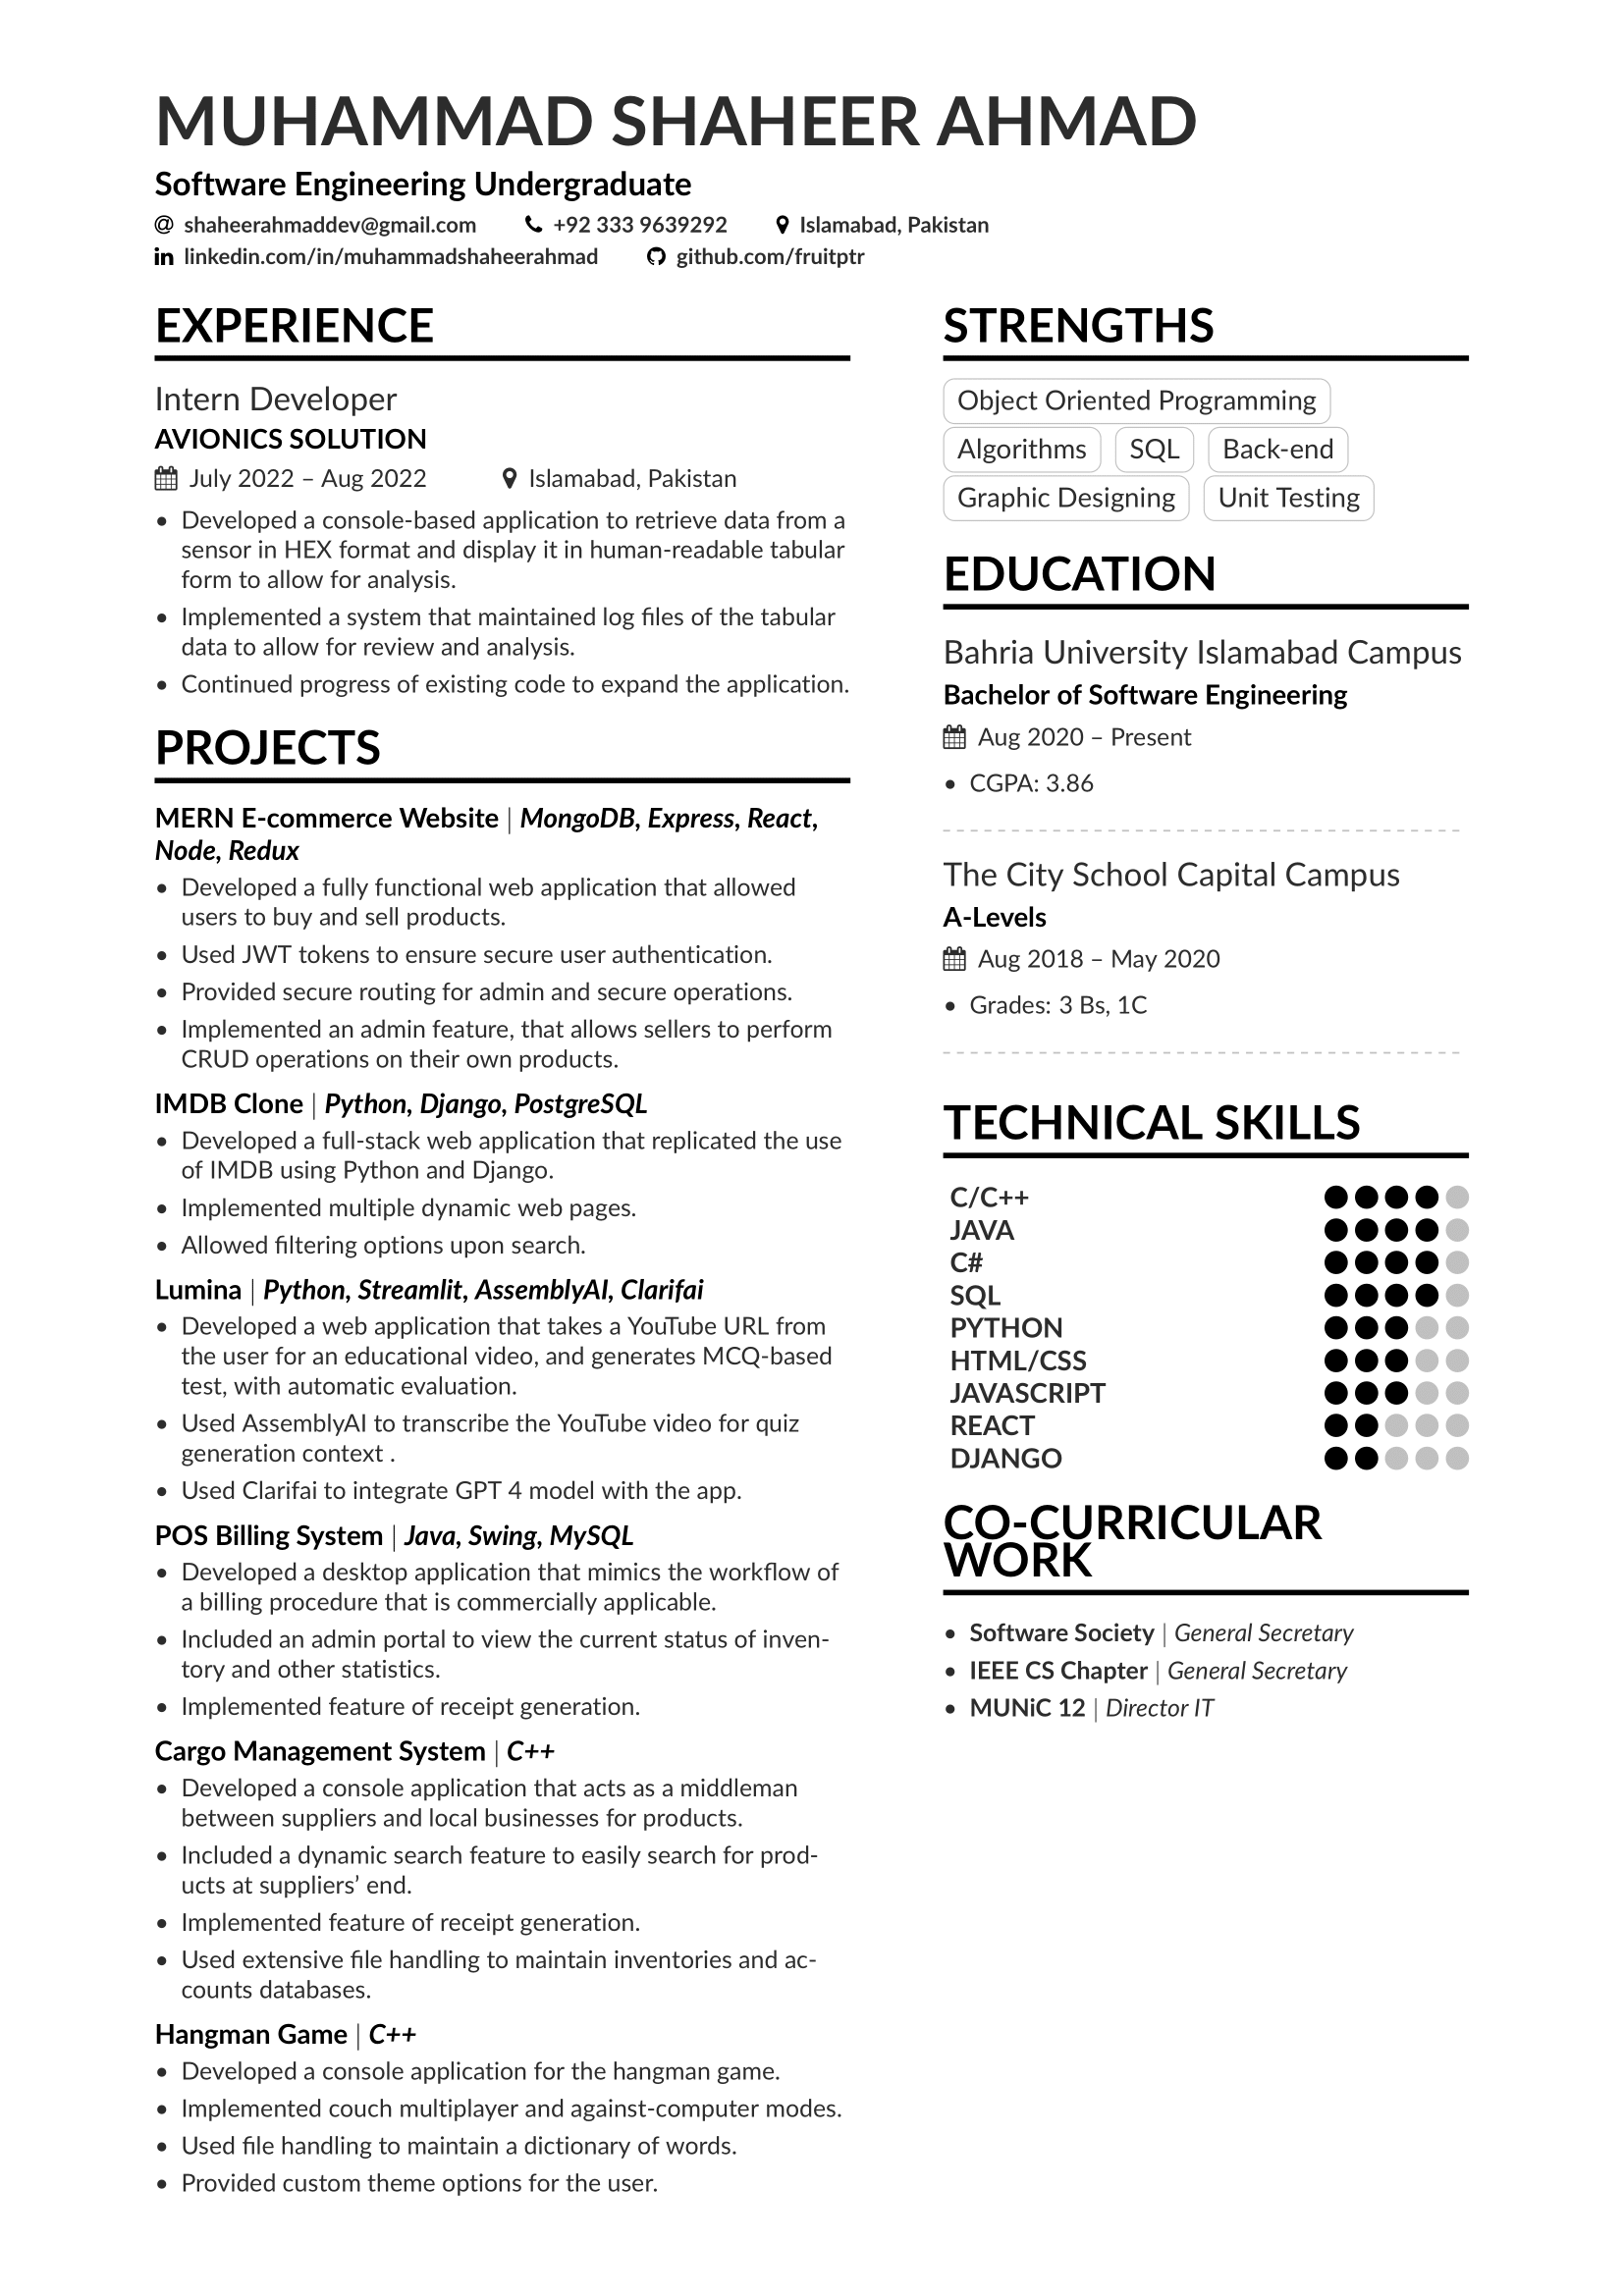 MUHAMMAD SHAHEER AHMAD
Software Engineering Undergraduate
shaheerahmaddev@gmail.com +92 333 9639292 Islamabad, Pakistan
linkedin.com/in/muhammadshaheerahmad github.com/fruitptr
EXPERIENCE
Intern Developer
AVIONICS SOLUTION
July 2022 – Aug 2022 Islamabad, Pakistan
• Developed a console-based application to retrieve data from a
sensor in HEX format and display it in human-readable tabular
form to allow for analysis.
• Implemented a system that maintained log files of the tabular
data to allow for review and analysis.
• Continued progress of existing code to expand the application.
PROJECTS
MERN E-commerce Website | MongoDB, Express, React,
Node, Redux
• Developed a fully functional web application that allowed
users to buy and sell products.
• Used JWT tokens to ensure secure user authentication.
• Provided secure routing for admin and secure operations.
• Implemented an admin feature, that allows sellers to perform
CRUD operations on their own products.
IMDB Clone | Python, Django, PostgreSQL
• Developed a full-stack web application that replicated the use
of IMDB using Python and Django.
• Implemented multiple dynamic web pages.
• Allowed filtering options upon search.
Lumina | Python, Streamlit, AssemblyAI, Clarifai
• Developed a web application that takes a YouTube URL from
the user for an educational video, and generates MCQ-based
test, with automatic evaluation.
• Used AssemblyAI to transcribe the YouTube video for quiz
generation context .
• Used Clarifai to integrate GPT 4 model with the app.
POS Billing System | Java, Swing, MySQL
• Developed a desktop application that mimics the workflow of
a billing procedure that is commercially applicable.
• Included an admin portal to view the current status of inven-
tory and other statistics.
• Implemented feature of receipt generation.
Cargo Management System | C++
• Developed a console application that acts as a middleman
between suppliers and local businesses for products.
• Included a dynamic search feature to easily search for prod-
ucts at suppliers’ end.
• Implemented feature of receipt generation.
• Used extensive file handling to maintain inventories and ac-
counts databases.
Hangman Game | C++
• Developed a console application for the hangman game.
• Implemented couch multiplayer and against-computer modes.
• Used file handling to maintain a dictionary of words.
• Provided custom theme options for the user.
STRENGTHS
Object Oriented Programming
Algorithms SQL Back-end
Graphic Designing Unit Testing
EDUCATION
Bahria University Islamabad Campus
Bachelor of Software Engineering
Aug 2020 – Present
• CGPA: 3.86
The City School Capital Campus
A-Levels
Aug 2018 – May 2020
• Grades: 3 Bs, 1C
TECHNICAL SKILLS
C/C++
JAVA
C#
SQL
PYTHON
HTML/CSS
JAVASCRIPT
REACT
DJANGO
CO-CURRICULAR
WORK
• Software Society | General Secretary
• IEEE CS Chapter | General Secretary
• MUNiC 12 | Director IT